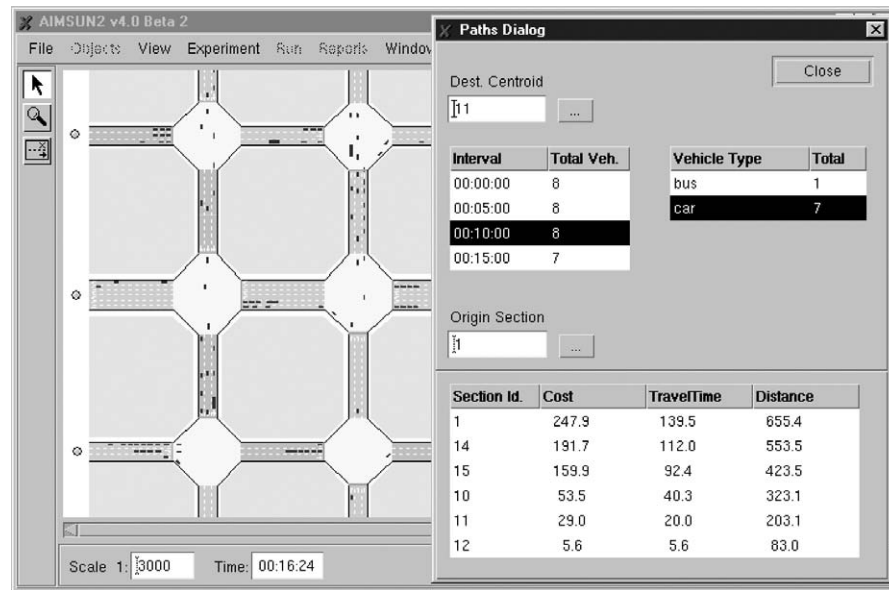 AIMSUN2 v4.0 Beta 2
File Objects View Experiment Run Reports Window
Paths Dialog
Close
Dest. Centroid
11
...
Interval Total Veh.
00:00:00 8
00:05:00 8
00:10:00 8
00:15:00 7
Vehicle Type Total
bus 1
car 7
Origin Section
1
...
Section Id. Cost TravelTime Distance
1 247.9 139.5 655.4
14 191.7 112.0 553.5
15 159.9 92.4 423.5
10 53.5 40.3 323.1
11 29.0 20.0 203.1
12 5.6 5.6 83.0
Scale 1: 3000 Time: 00:16:24